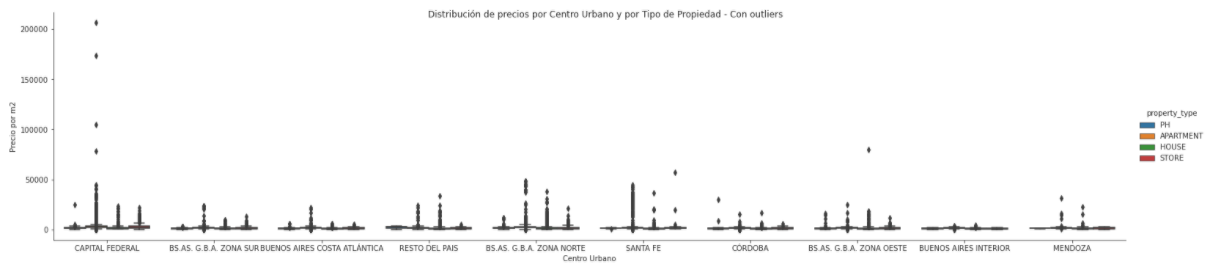 Distribución de precios por Centro Urbano y por Tipo de Propiedad - Con outliers
200000
150000
100000
50000
0
Precio por m2
CAPITAL FEDERAL
BS.AS. G.B.A. ZONA SUR
BUENOS AIRES COSTA ATLÁNTICA
RESTO DEL PAIS
BS.AS. G.B.A. ZONA NORTE
SANTA FE
CÓRDOBA
BS.AS. G.B.A. ZONA OESTE
BUENOS AIRES INTERIOR
MENDOZA
Centro Urbano
property_type
PH
APARTMENT
HOUSE
STORE